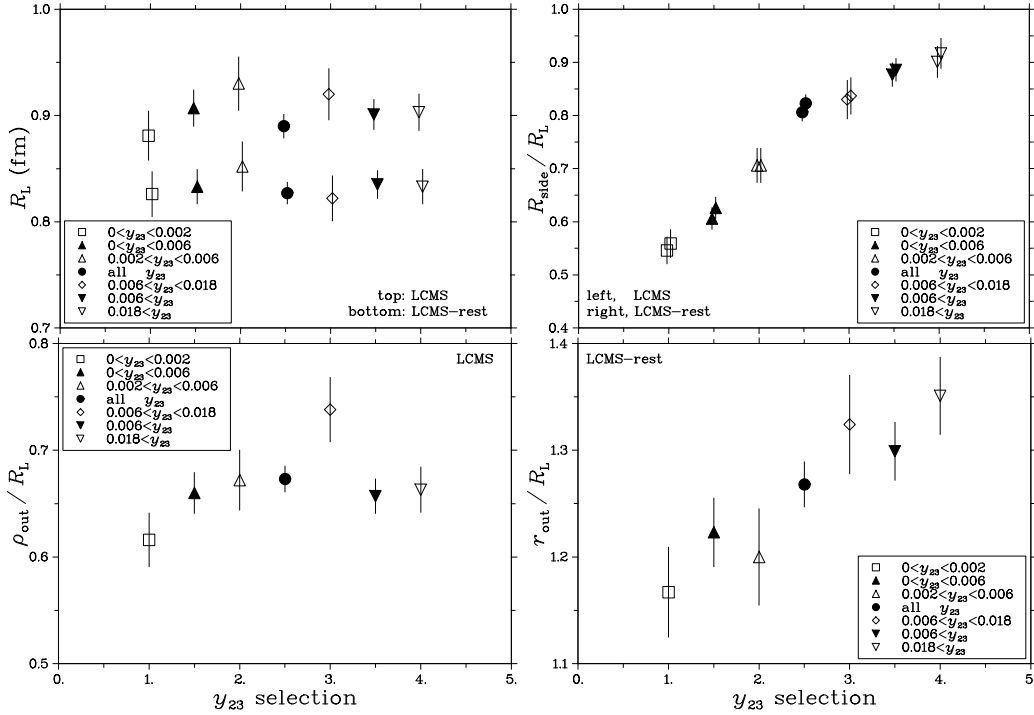 1.0
0.9
0.8
0.7
R_L (fm)
0<y₂₃<0.002
0<y₂₃<0.006
0.002<y₂₃<0.006
all y₂₃
0.006<y₂₃<0.018
0.006<y₂₃
0.018<y₂₃
top: LCMS
bottom: LCMS-rest
1.0
0.9
0.8
0.7
0.6
0.5
0.4
R_side / R_L
0<y₂₃<0.002
0<y₂₃<0.006
0.002<y₂₃<0.006
all y₂₃
0.006<y₂₃<0.018
0.006<y₂₃
0.018<y₂₃
left, LCMS
right, LCMS-rest
0.8
0.7
0.6
0.5
ρ_out / R_L
0<y₂₃<0.002
0<y₂₃<0.006
0.002<y₂₃<0.006
all y₂₃
0.006<y₂₃<0.018
0.006<y₂₃
0.018<y₂₃
LCMS
0. 1. 2. 3. 4. 5.
y₂₃ selection
1.4
1.3
1.2
1.1
r_out / R_L
LCMS-rest
0<y₂₃<0.002
0<y₂₃<0.006
0.002<y₂₃<0.006
all y₂₃
0.006<y₂₃<0.018
0.006<y₂₃
0.018<y₂₃
0. 1. 2. 3. 4. 5
y₂₃ selection